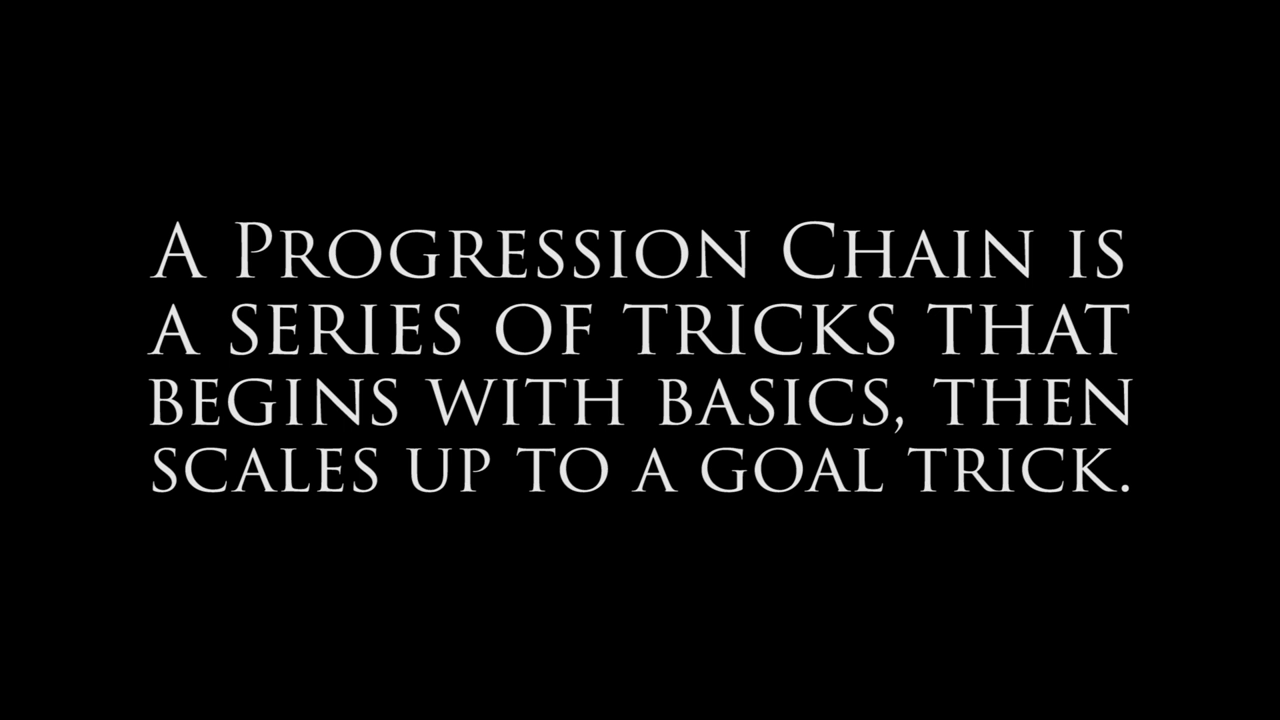 A Progression Chain is
a series of tricks that
begins with basics, then
scales up to a goal trick.